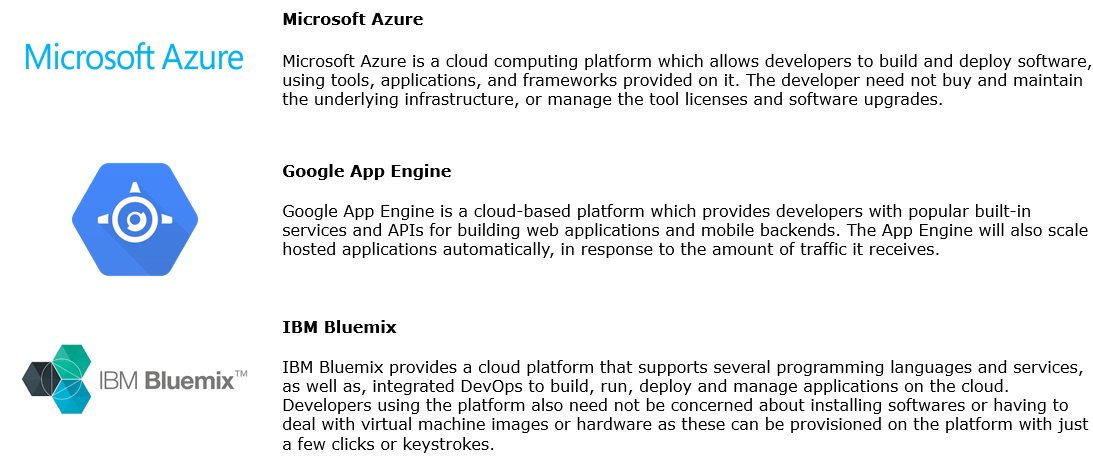 Microsoft Azure
Microsoft Azure
Microsoft Azure is a cloud computing platform which allows developers to build and deploy software,
using tools, applications, and frameworks provided on it. The developer need not buy and maintain
the underlying infrastructure, or manage the tool licenses and software upgrades.
Google App Engine
Google App Engine is a cloud-based platform which provides developers with popular built-in
services and APIs for building web applications and mobile backends. The App Engine will also scale
hosted applications automatically, in response to the amount of traffic it receives.
IBM Bluemix
IBM Bluemix™
IBM Bluemix provides a cloud platform that supports several programming languages and services,
as well as, integrated DevOps to build, run, deploy and manage applications on the cloud.
Developers using the platform also need not be concerned about installing softwares or having to
deal with virtual machine images or hardware as these can be provisioned on the platform with just
a few clicks or keystrokes.